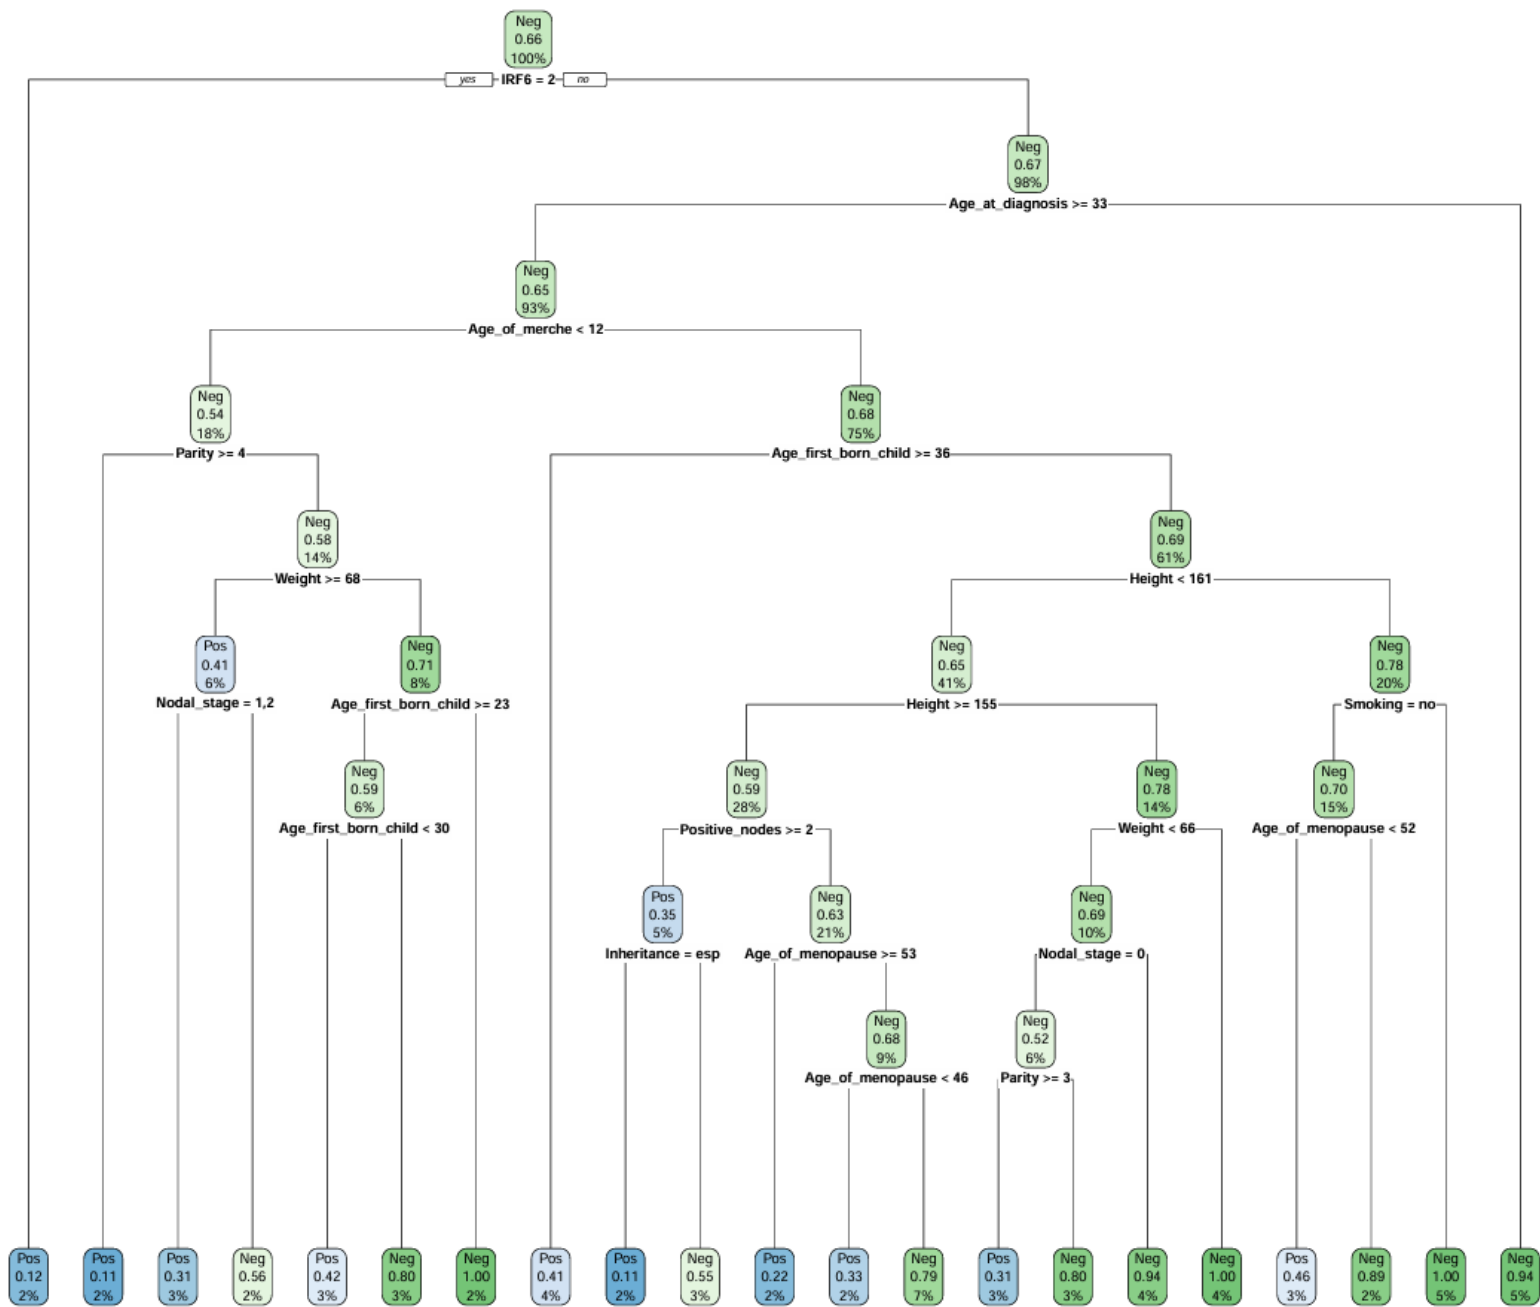 Neg
0.66
100%
yes IRF6 = 2 no
Neg
0.67
98%
Age_at_diagnosis >= 33
Neg
0.65
93%
Age_of_merche < 12
Neg
0.54
18%
Parity >= 4
Neg
0.68
75%
Age_first_born_child >= 36
Neg
0.58
14%
Weight >= 68
Neg
0.69
61%
Height < 161
Pos
0.41
6%
Nodal_stage = 1,2
Neg
0.71
8%
Age_first_born_child >= 23
Neg
0.65
41%
Height >= 155
Neg
0.78
20%
Smoking = no
Neg
0.59
6%
Age_first_born_child < 30
Neg
0.59
28%
Positive_nodes >= 2
Neg
0.78
14%
Weight < 66
Neg
0.70
15%
Age_of_menopause < 52
Pos
0.35
5%
Inheritance = esp
Neg
0.63
21%
Age_of_menopause >= 53
Neg
0.69
10%
Nodal_stage = 0
Neg
0.68
9%
Age_of_menopause < 46
Neg
0.52
6%
Parity >= 3
Pos
0.12
2%
Pos
0.11
2%
Pos
0.31
3%
Neg
0.56
2%
Pos
0.42
3%
Neg
0.80
3%
Neg
1.00
2%
Pos
0.41
4%
Pos
0.11
2%
Neg
0.55
3%
Pos
0.22
2%
Pos
0.33
2%
Neg
0.79
7%
Pos
0.31
3%
Neg
0.80
3%
Neg
0.94
4%
Neg
1.00
4%
Pos
0.46
3%
Neg
0.89
2%
Neg
1.00
5%
Neg
0.94
5%